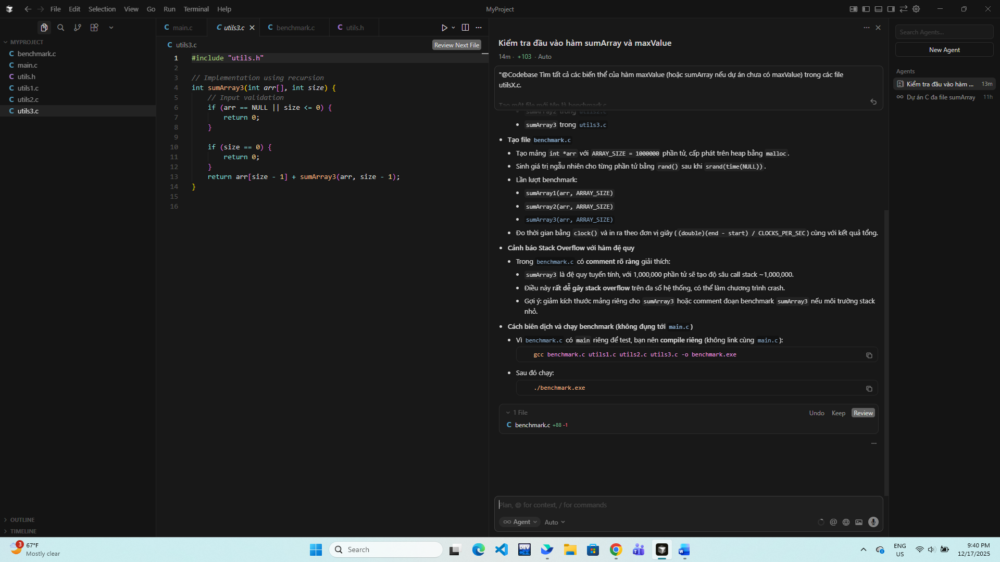 File Edit Selection View Go Run Terminal Help
MyProject
MYPROJECT
C benchmark.c
C main.c
C utils.h
C utils1.c
C utils2.c
C utils3.c
OUTLINE
TIMELINE
C main.c C utils3.c C benchmark.c C utils.h
C utils3.c
Review Next File
1 #include "utils.h"
2
3 // Implementation using recursion
4 int sumArray3(int arr[], int size) {
5 // Input validation
6 if (arr == NULL || size <= 0) {
7 return 0;
8 }
9
10 if (size == 0) {
11 return 0;
12 }
13 return arr[size - 1] + sumArray3(arr, size - 1);
14 }
15
16
Kiểm tra đầu vào hàm sumArray và maxValue
14m · +103 · Auto
"@Codebase Tìm tất cả các biến thể của hàm maxValue (hoặc sumArray nếu dự án chưa có maxValue) trong các file
utilsX.c.
Tạo một file mới tên là benchmark.c
sumArray2 trong utils2.c
sumArray3 trong utils3.c
Tạo file benchmark.c
Tạo mảng int *arr với ARRAY_SIZE = 1000000 phần tử, cấp phát trên heap bằng malloc.
Sinh giá trị ngẫu nhiên cho từng phần tử bằng rand() sau khi srand(time(NULL)).
Lần lượt benchmark:
sumArray1(arr, ARRAY_SIZE)
sumArray2(arr, ARRAY_SIZE)
sumArray3(arr, ARRAY_SIZE)
Đo thời gian bằng clock() và in ra theo đơn vị giây ((double)(end - start) / CLOCKS_PER_SEC) cùng với kết quả tổng.
Cảnh báo Stack Overflow với hàm đệ quy
Trong benchmark.c có comment rõ ràng giải thích:
sumArray3 là đệ quy tuyến tính, với 1,000,000 phần tử sẽ tạo độ sâu call stack ~1,000,000.
Điều này rất dễ gây stack overflow trên đa số hệ thống, có thể làm chương trình crash.
Gợi ý: giảm kích thước mảng riêng cho sumArray3 hoặc comment đoạn benchmark sumArray3 nếu môi trường stack
nhỏ.
Cách biên dịch và chạy benchmark (không đụng tới main.c)
Vì benchmark.c có main riêng để test, bạn nên compile riêng (không link cùng main.c):
gcc benchmark.c utils1.c utils2.c utils3.c -o benchmark.exe
Sau đó chạy:
./benchmark.exe
1 File Undo Keep Review
C benchmark.c +88 -1
Plan, @ for context, / for commands
Agent Auto
Search Agents...
New Agent
Agents
Kiểm tra đầu vào hàm ... 13m
Dự án C đa file sumArray 11h
3
67°F
Mostly clear
Search
DEV
ENG
US
9:40 PM
12/17/2025